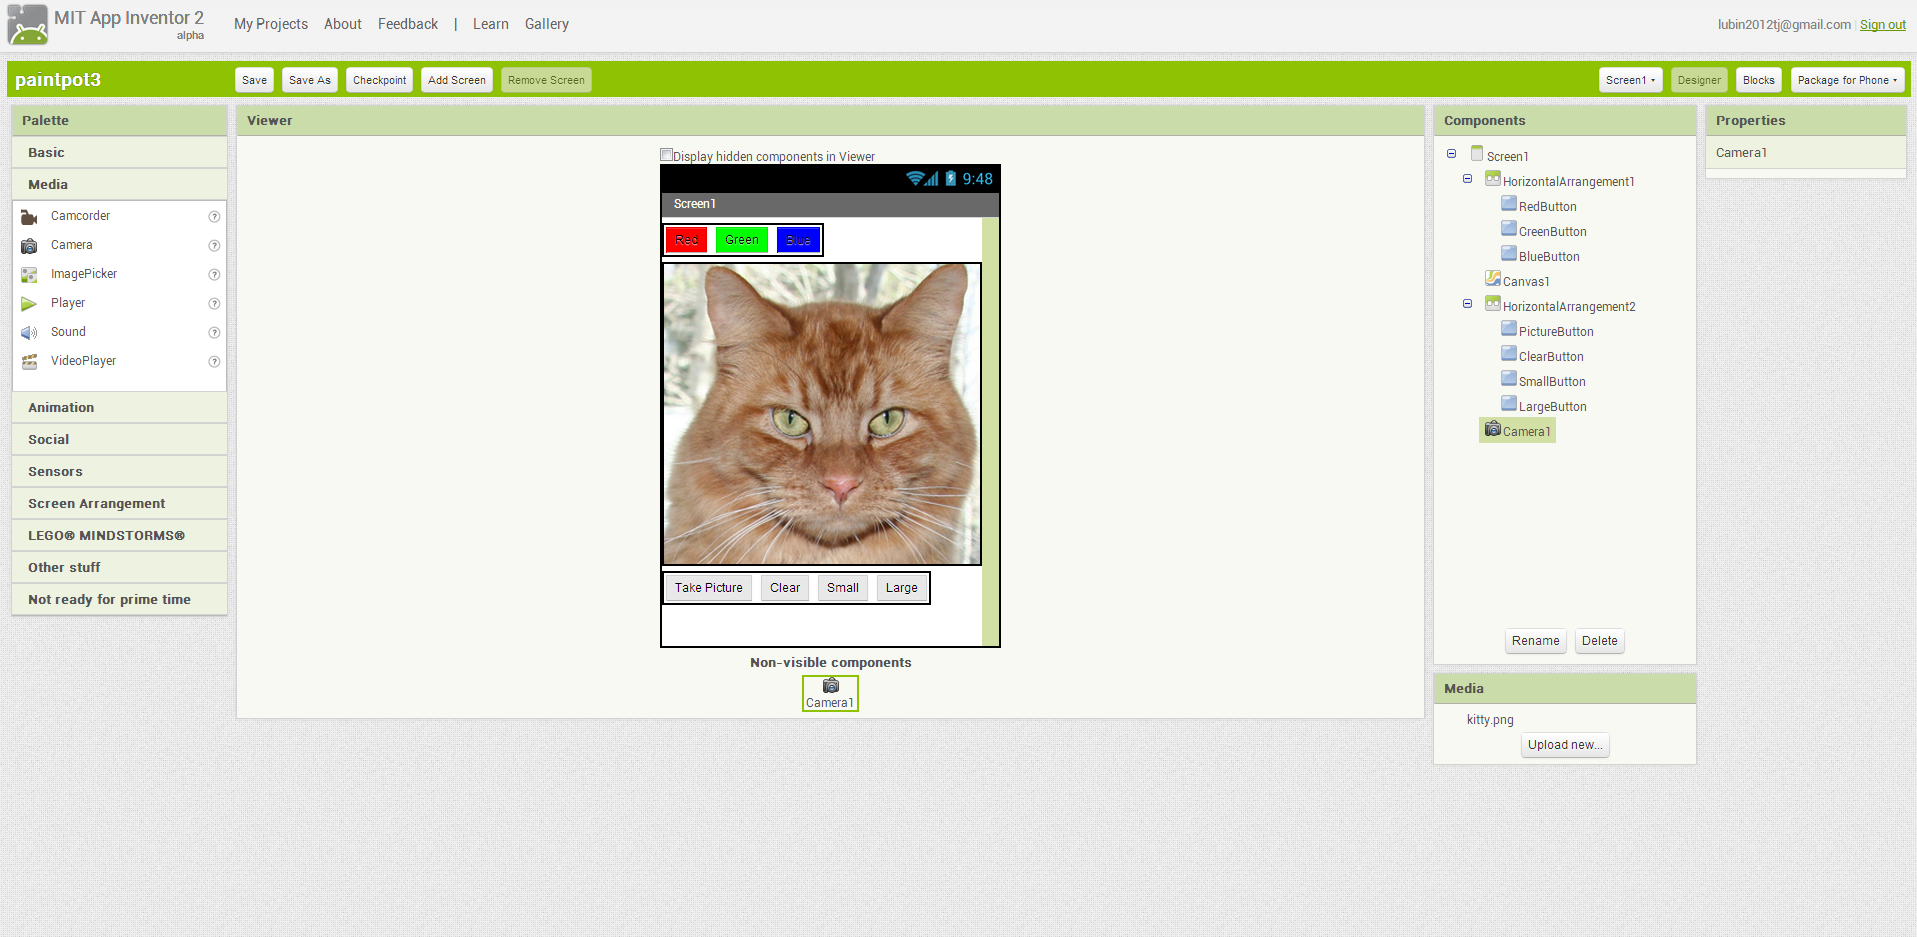 MIT App Inventor 2
alpha
My Projects About Feedback | Learn Gallery
lubin2012tj@gmail.com | Sign out
paintpot3
Save Save As Checkpoint Add Screen Remove Screen
Screen1 Designer Blocks Package for Phone
Palette
Basic
Media
Camcorder ?
Camera ?
ImagePicker ?
Player ?
Sound ?
VideoPlayer ?
Animation
Social
Sensors
Screen Arrangement
LEGO® MINDSTORMS®
Other stuff
Not ready for prime time
Viewer
Display hidden components in Viewer
9:48
Screen1
Red Green Blue
Take Picture Clear Small Large
Non-visible components
Camera1
Components
Screen1
HorizontalArrangement1
RedButton
GreenButton
BlueButton
Canvas1
HorizontalArrangement2
PictureButton
ClearButton
SmallButton
LargeButton
Camera1
Rename Delete
Media
kitty.png
Upload new...
Properties
Camera1